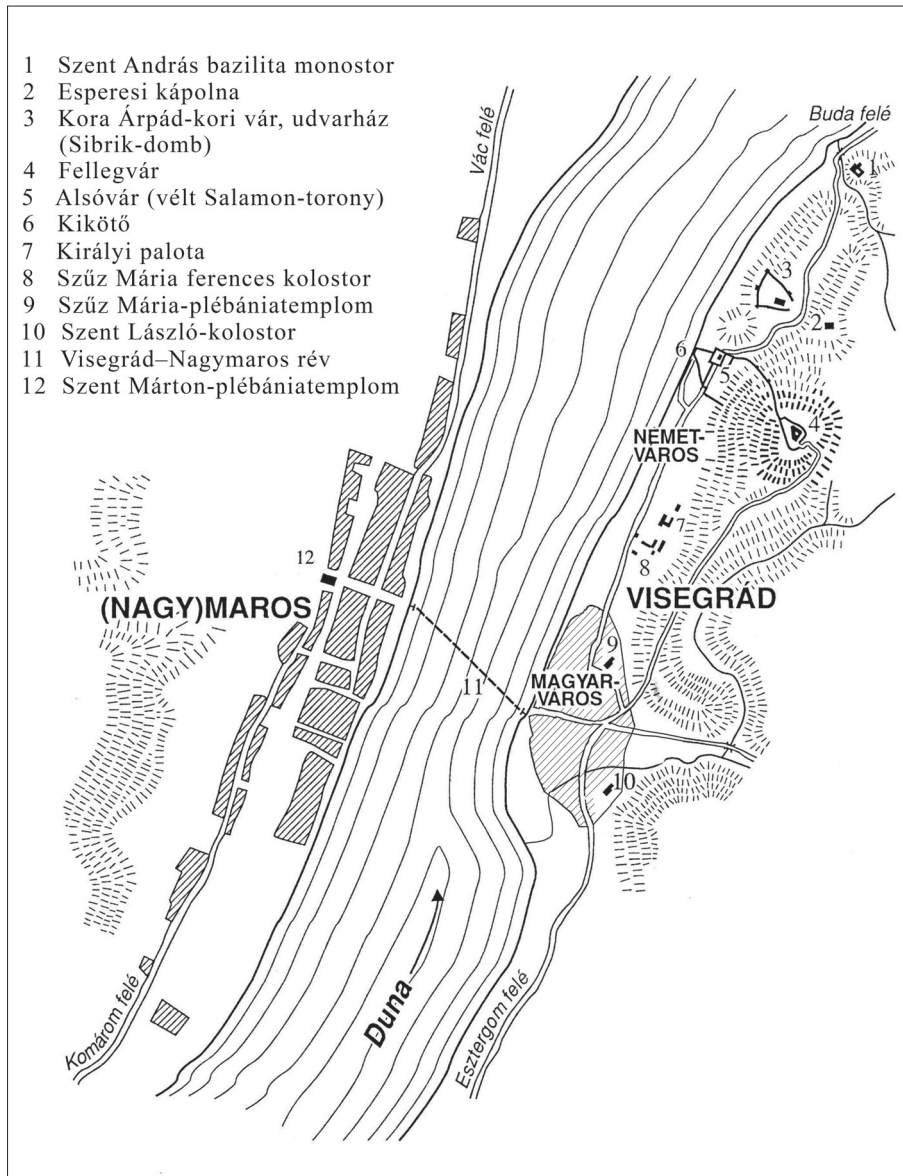 1 Szent András bazilita monostor
2 Esperesi kápolna
3 Kora Árpád-kori vár, udvarház
(Sibrik-domb)
4 Fellegvár
5 Alsóvár (vélt Salamon-torony)
6 Kikötő
7 Királyi palota
8 Szűz Mária ferences kolostor
9 Szűz Mária-plébániatemplom
10 Szent László-kolostor
11 Visegrád–Nagymaros rév
12 Szent Márton-plébániatemplom
Vác felé
Buda felé
1
3
2
6
5
4
NÉMET-
VÁROS
7
8
12
(NAGY)MAROS
VISEGRÁD
9
11
MAGYAR-
VÁROS
10
Duna
Komárom felé
Esztergom felé